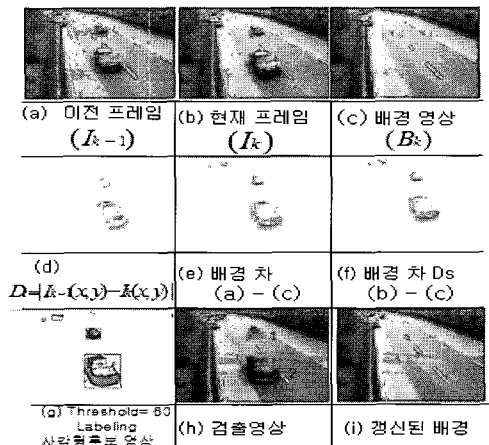 (a) 이전 프레임
(Ik-1)
(b) 현재 프레임
(Ik)
(c) 배경 영상
(Bk)
(d)
D=|Ik-1(x,y)-Ik(x,y)|
(e) 배경 차
(a) - (c)
(f) 배경 차 Ds
(b) - (c)
(g) Threshold= 60
Labeling
영상
(h) 검출영상
(i) 갱신된 배경